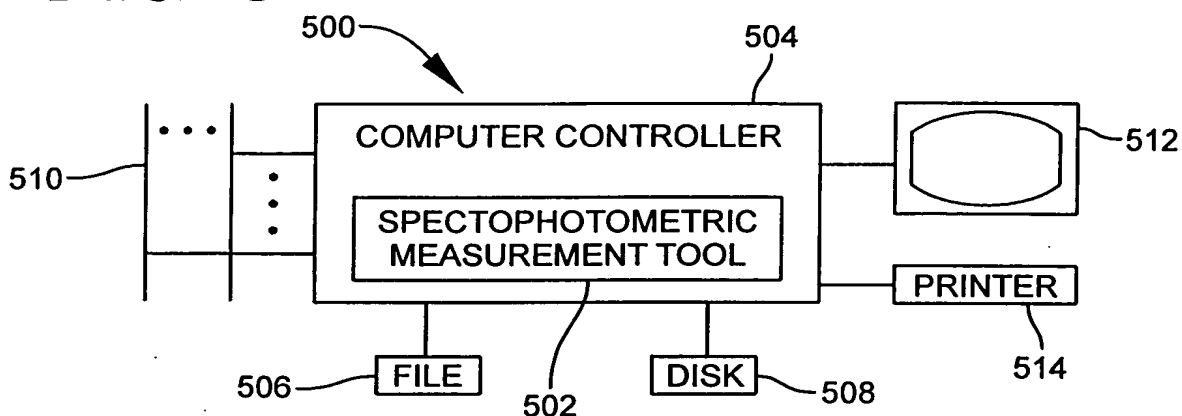 500
504
COMPUTER CONTROLLER
512
510
SPECTOPHOTOMETRIC
MEASUREMENT TOOL
PRINTER
514
506
FILE
502
DISK
508